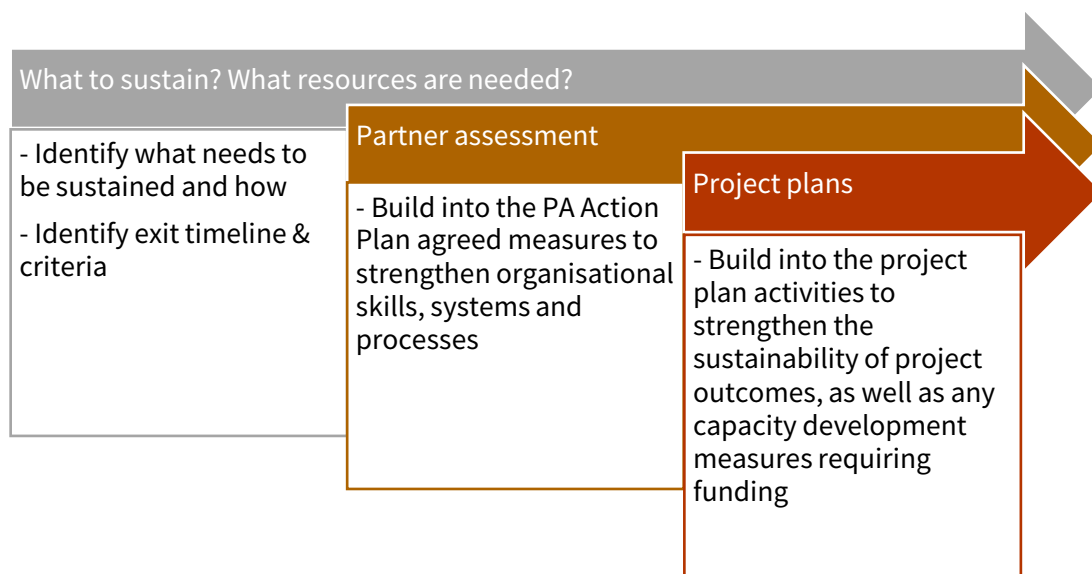 What to sustain? What resources are needed?
- Identify what needs to
be sustained and how
- Identify exit timeline &
criteria
Partner assessment
- Build into the PA Action
Plan agreed measures to
strengthen organisational
skills, systems and
processes
Project plans
- Build into the project
plan activities to
strengthen the
sustainability of project
outcomes, as well as any
capacity development
measures requiring
funding